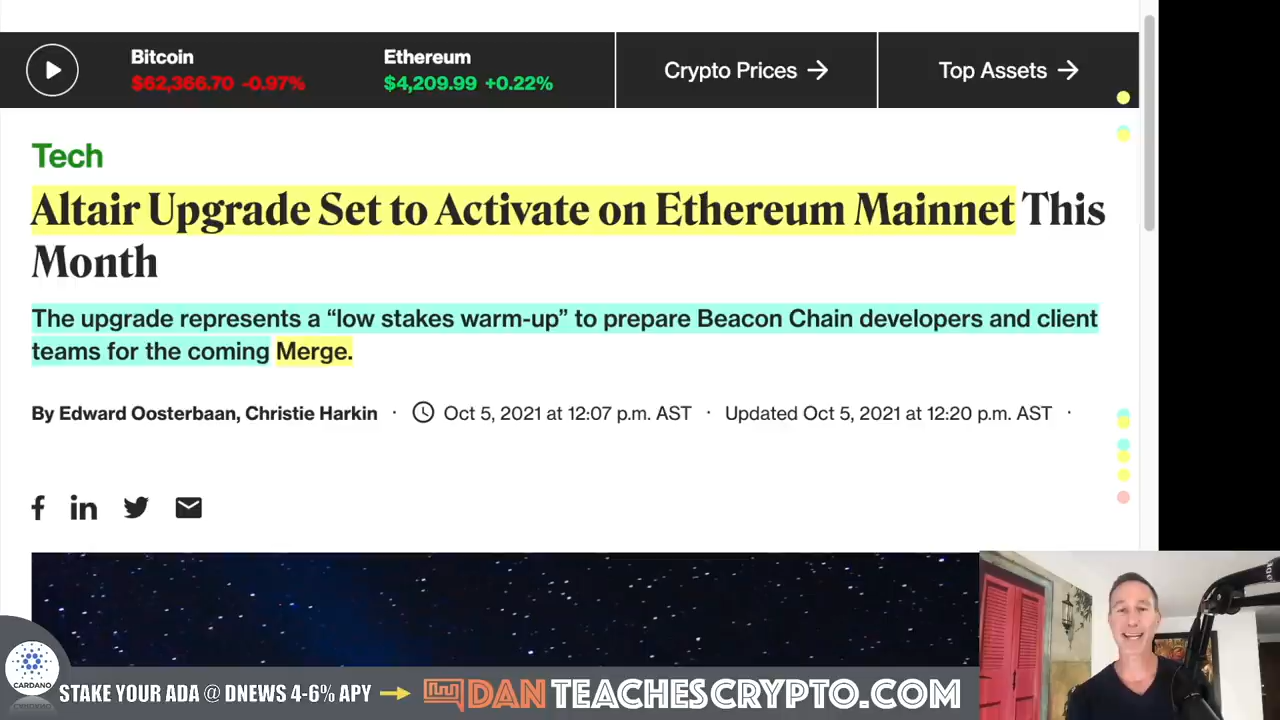 Bitcoin
$62,366.70 -0.97%
Ethereum
$4,209.99 +0.22%
Crypto Prices →
Top Assets →
Tech
Altair Upgrade Set to Activate on Ethereum Mainnet This
Month
The upgrade represents a “low stakes warm-up” to prepare Beacon Chain developers and client
teams for the coming Merge.
By Edward Oosterbaan, Christie Harkin · Oct 5, 2021 at 12:07 p.m. AST · Updated Oct 5, 2021 at 12:20 p.m. AST ·
f in
CARDANO
STAKE YOUR ADA @ DNEWS 4-6% APY → DANTEACHESCRYPTO.COM